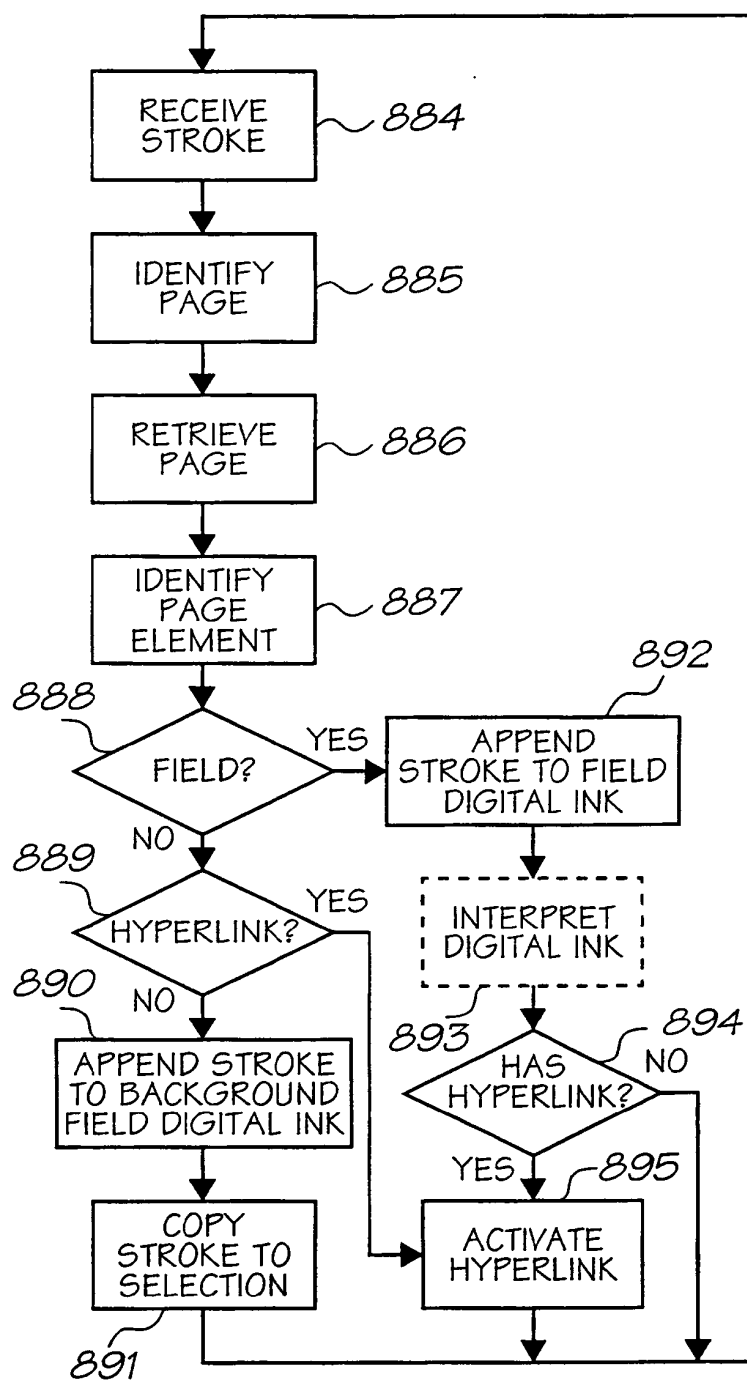 RECEIVE
STROKE
884
IDENTIFY
PAGE
885
RETRIEVE
PAGE
886
IDENTIFY
PAGE
ELEMENT
887
888
FIELD?
YES
NO
892
APPEND
STROKE TO FIELD
DIGITAL INK
889
HYPERLINK?
YES
NO
INTERPRET
DIGITAL INK
893
890
APPEND STROKE
TO BACKGROUND
FIELD DIGITAL INK
894
HAS
HYPERLINK?
NO
YES
COPY
STROKE TO
SELECTION
891
895
ACTIVATE
HYPERLINK